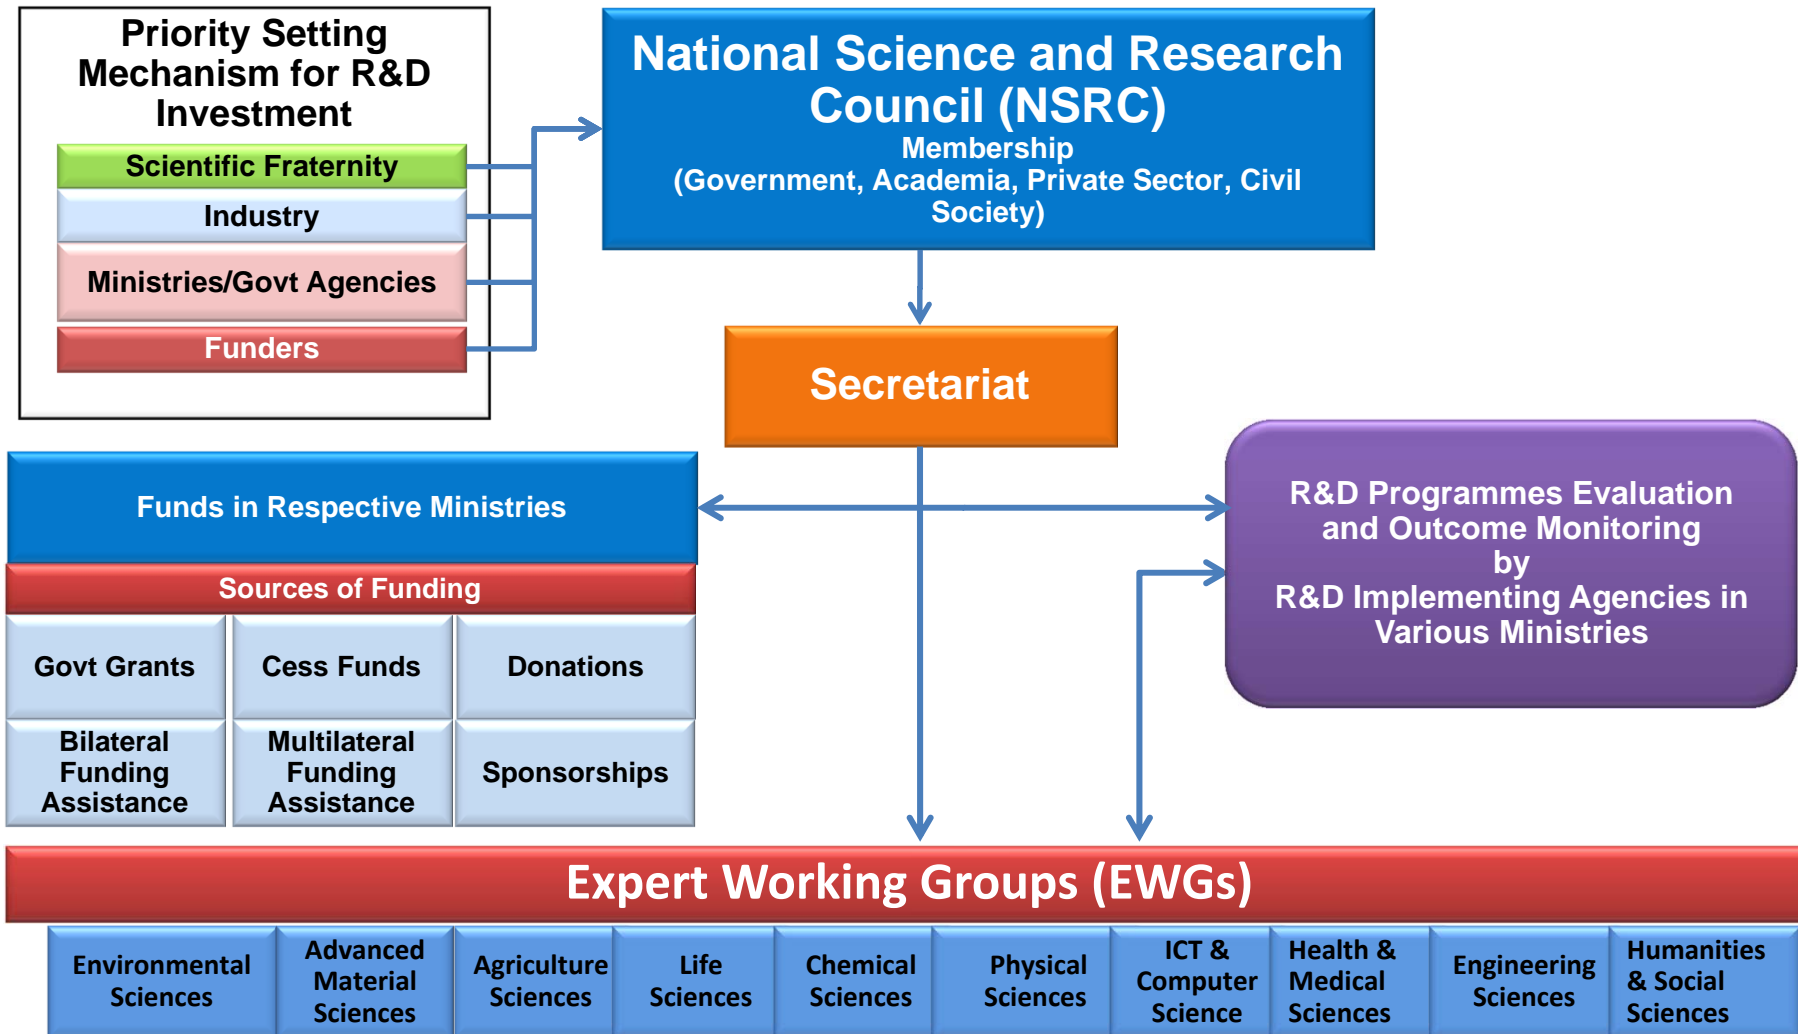 Priority Setting
Mechanism for R&D
Investment
Scientific Fraternity
Industry
Ministries/Govt Agencies
Funders
National Science and Research
Council (NSRC)
Membership
(Government, Academia, Private Sector, Civil
Society)
Secretariat
Funds in Respective Ministries
Sources of Funding
Govt Grants
Cess Funds
Donations
Bilateral
Funding
Assistance
Multilateral
Funding
Assistance
Sponsorships
R&D Programmes Evaluation
and Outcome Monitoring
by
R&D Implementing Agencies in
Various Ministries
Expert Working Groups (EWGs)
Environmental
Sciences
Advanced
Material
Sciences
Agriculture
Sciences
Life
Sciences
Chemical
Sciences
Physical
Sciences
ICT &
Computer
Science
Health &
Medical
Sciences
Engineering
Sciences
Humanities
& Social
Sciences